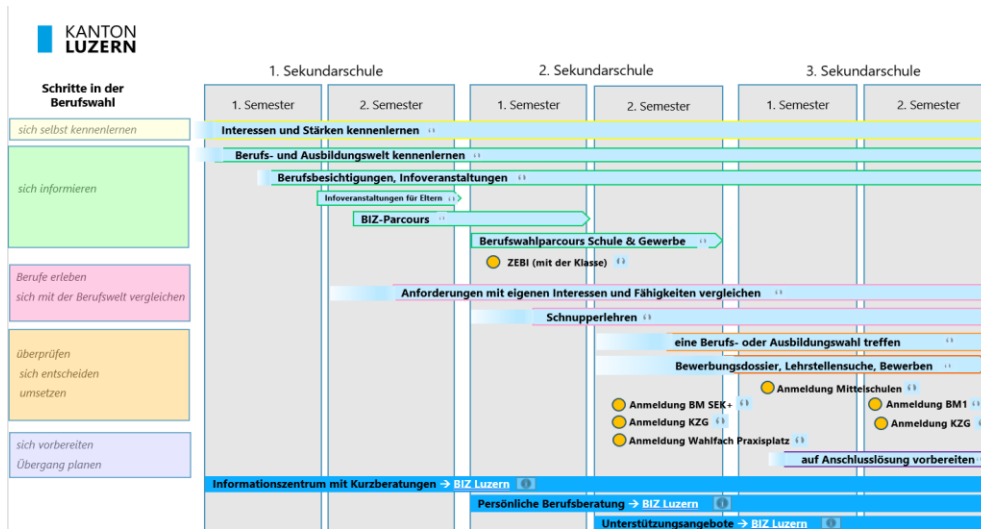 KANTON
LUZERN
1. Sekundarschule
2. Sekundarschule
3. Sekundarschule
Schritte in der
Berufswahl
1. Semester
2. Semester
1. Semester
2. Semester
1. Semester
2. Semester
sich selbst kennenlernen
Interessen und Stärken kennenlernen
Berufs- und Ausbildungswelt kennenlernen
sich informieren
Berufsbesichtigungen, Infoveranstaltungen
Infoveranstaltungen für Eltern
BIZ-Parcours
Berufswahlparcours Schule & Gewerbe
ZEBI (mit der Klasse)
Berufe erleben
sich mit der Berufswelt vergleichen
Anforderungen mit eigenen Interessen und Fähigkeiten vergleichen
Schnupperlehren
überprüfen
sich entscheiden
umsetzen
eine Berufs- oder Ausbildungswahl treffen
Bewerbungsdossier, Lehrstellensuche, Bewerben
Anmeldung Mittelschulen
Anmeldung BM SEK+
Anmeldung BM1
Anmeldung KZG
Anmeldung KZG
Anmeldung Wahlfach Praxisplatz
sich vorbereiten
Übergang planen
auf Anschlusslösung vorbereiten
Informationszentrum mit Kurzberatungen → BIZ Luzern
Persönliche Berufsberatung → BIZ Luzern
Unterstützungsangebote → BIZ Luzern